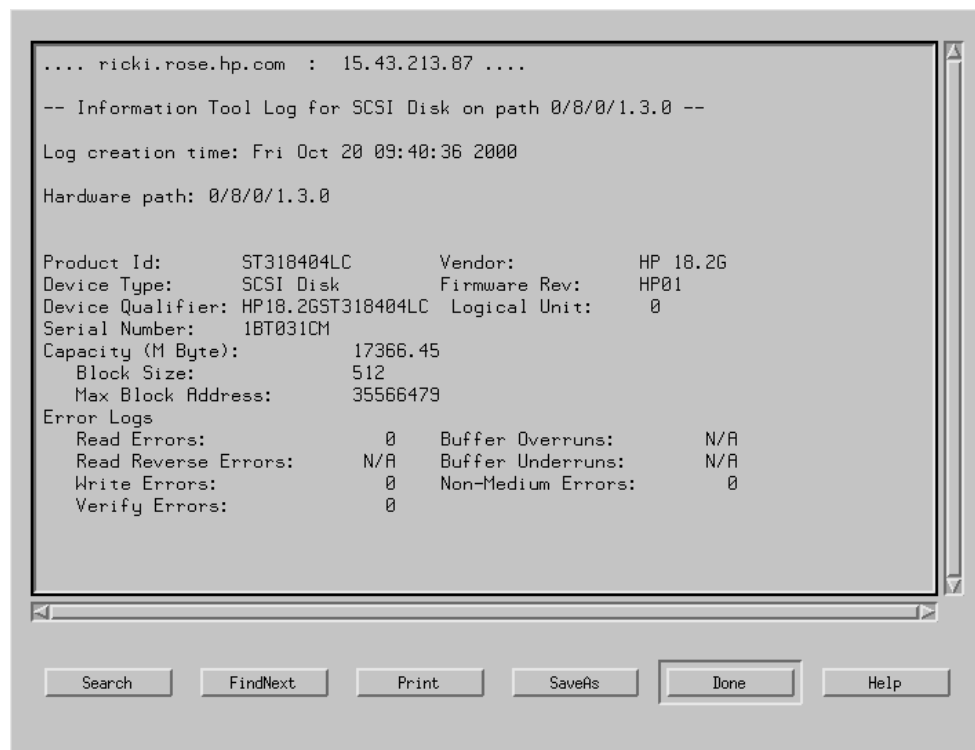 .... ricki.rose.hp.com : 15.43.213.87 ....
-- Information Tool Log for SCSI Disk on path 0/8/0/1.3.0 --
Log creation time: Fri Oct 20 09:40:36 2000
Hardware path: 0/8/0/1.3.0
Product Id: ST318404LC Vendor: HP 18.2G
Device Type: SCSI Disk Firmware Rev: HP01
Device Qualifier: HP18.2GST318404LC Logical Unit: 0
Serial Number: 1BT031CM
Capacity (M Byte): 17366.45
Block Size: 512
Max Block Address: 35566479
Error Logs
Read Errors: 0 Buffer Overruns: N/A
Read Reverse Errors: N/A Buffer Underruns: N/A
Write Errors: 0 Non-Medium Errors: 0
Verify Errors: 0
Search FindNext Print SaveAs Done Help